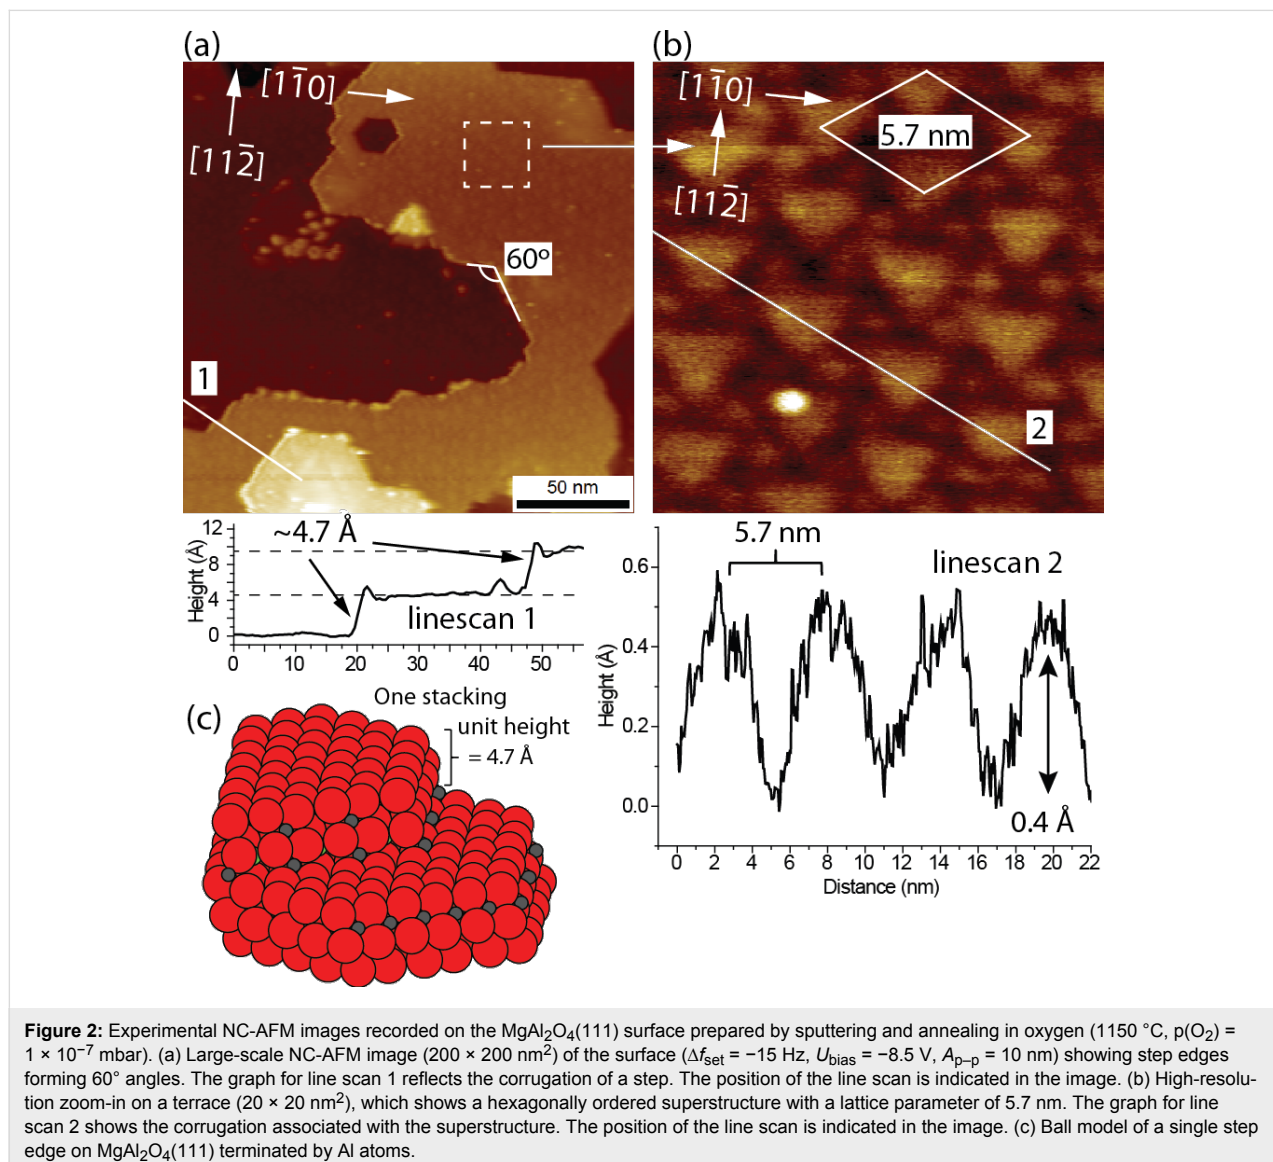 (a)
[11̅0]
[112̅]
60º
1
50 nm
(b)
[11̅0]
5.7 nm
[112̅]
2
~4.7 Å
12
8
4
0
Height (Å)
linescan 1
0 10 20 30 40 50
5.7 nm
linescan 2
0.6
0.4
0.2
0.0
Height (Å)
0.4 Å
0 2 4 6 8 10 12 14 16 18 20 22
Distance (nm)
(c)
One stacking
unit height
= 4.7 Å
Figure 2: Experimental NC-AFM images recorded on the MgAl₂O₄(111) surface prepared by sputtering and annealing in oxygen (1150 °C, p(O₂) =
1 × 10⁻⁷ mbar). (a) Large-scale NC-AFM image (200 × 200 nm²) of the surface (Δfset = −15 Hz, Ubias = −8.5 V, Ap–p = 10 nm) showing step edges
forming 60° angles. The graph for line scan 1 reflects the corrugation of a step. The position of the line scan is indicated in the image. (b) High-resolu-
tion zoom-in on a terrace (20 × 20 nm²), which shows a hexagonally ordered superstructure with a lattice parameter of 5.7 nm. The graph for line
scan 2 shows the corrugation associated with the superstructure. The position of the line scan is indicated in the image. (c) Ball model of a single step
edge on MgAl₂O₄(111) terminated by Al atoms.